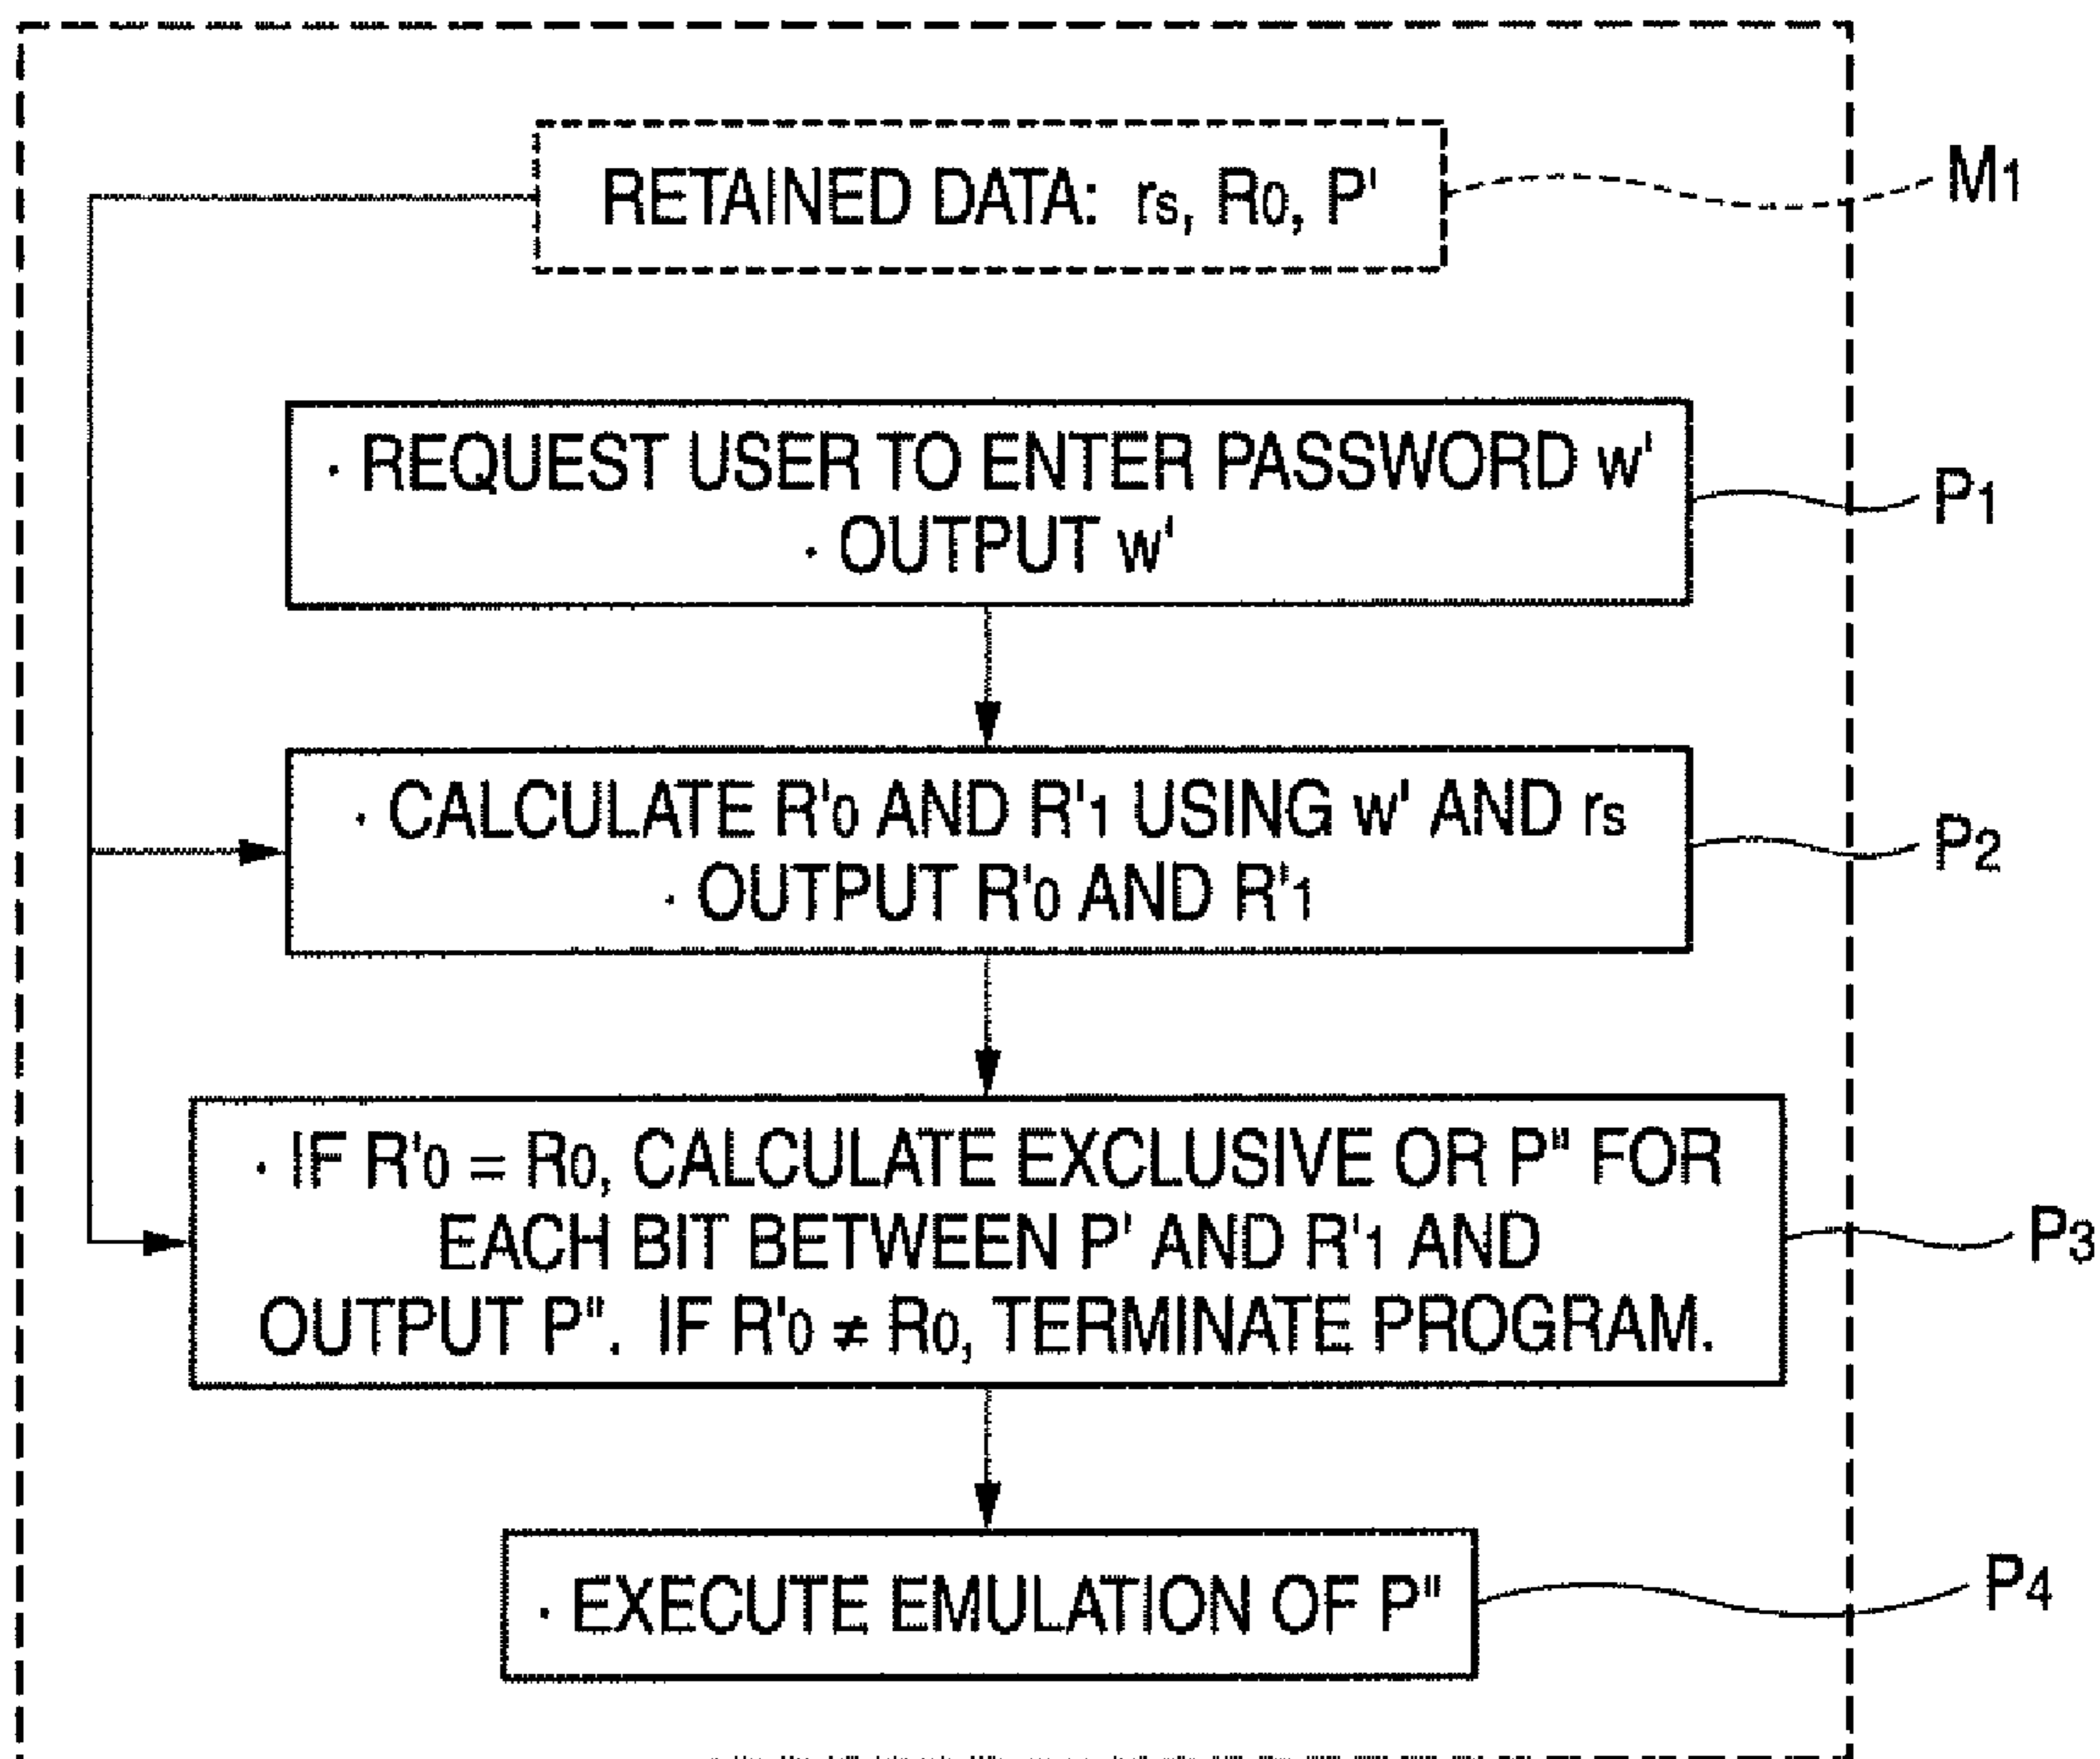 RETAINED DATA: rs, R0, P'
M1
· REQUEST USER TO ENTER PASSWORD w'
· OUTPUT w'
P1
· CALCULATE R'0 AND R'1 USING w' AND rs
· OUTPUT R'0 AND R'1
P2
· IF R'0 = R0, CALCULATE EXCLUSIVE OR P" FOR
EACH BIT BETWEEN P' AND R'1 AND
OUTPUT P". IF R'0 ≠ R0, TERMINATE PROGRAM.
P3
· EXECUTE EMULATION OF P"
P4